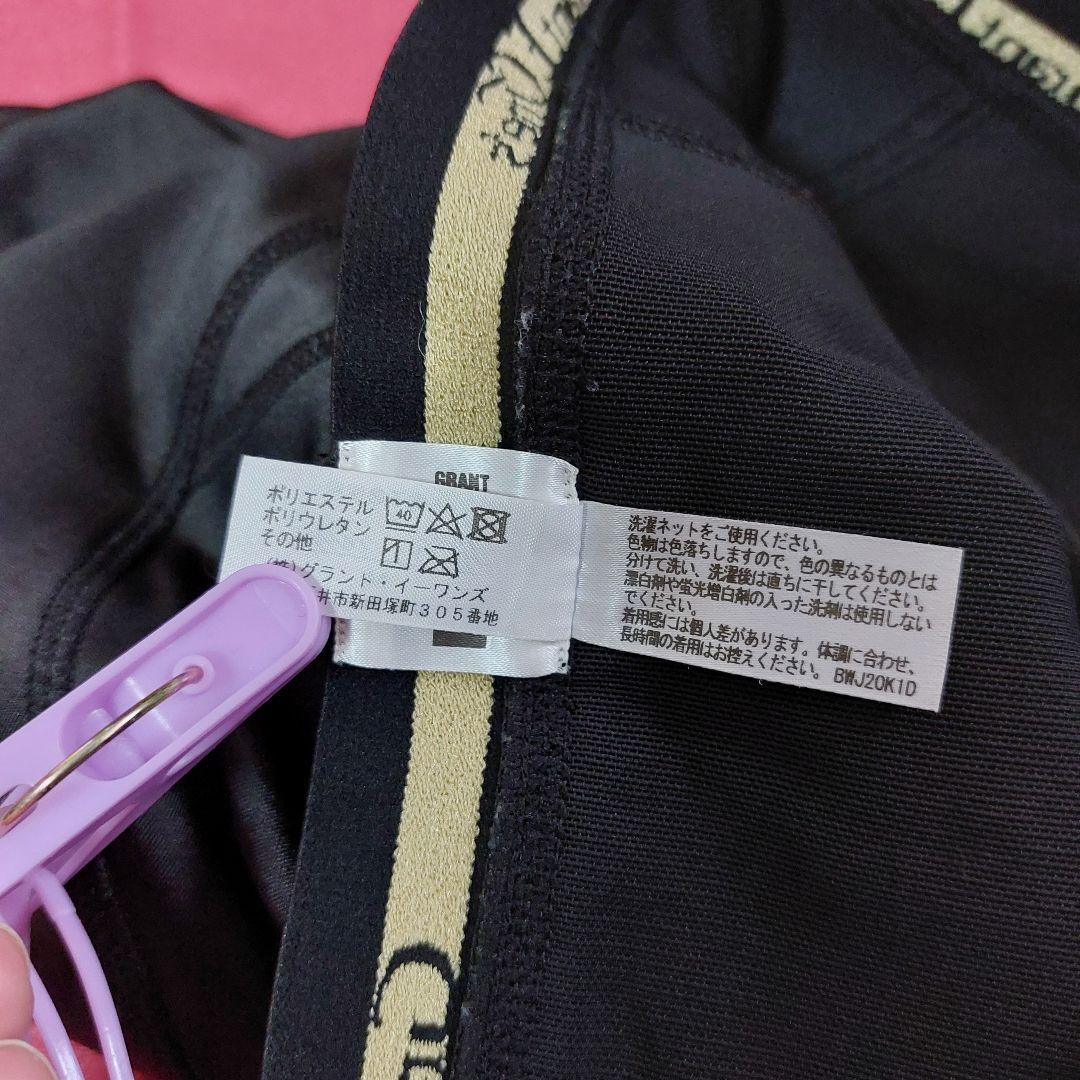 GRANT
ポリエステル
ポリウレタン
その他
40
(株)グラント・イーワンズ
井市新田塚町305番地
洗濯ネットをご使用ください。
色物は色落ちしますので、色の異なるものとは
分けて洗い、洗濯後は直ちに干してください。
漂白剤や蛍光増白剤の入った洗剤は使用しない
でください。
着用感には個人差があります。体調に合わせ、
長時間の着用はお控えください。BWJ20K1D